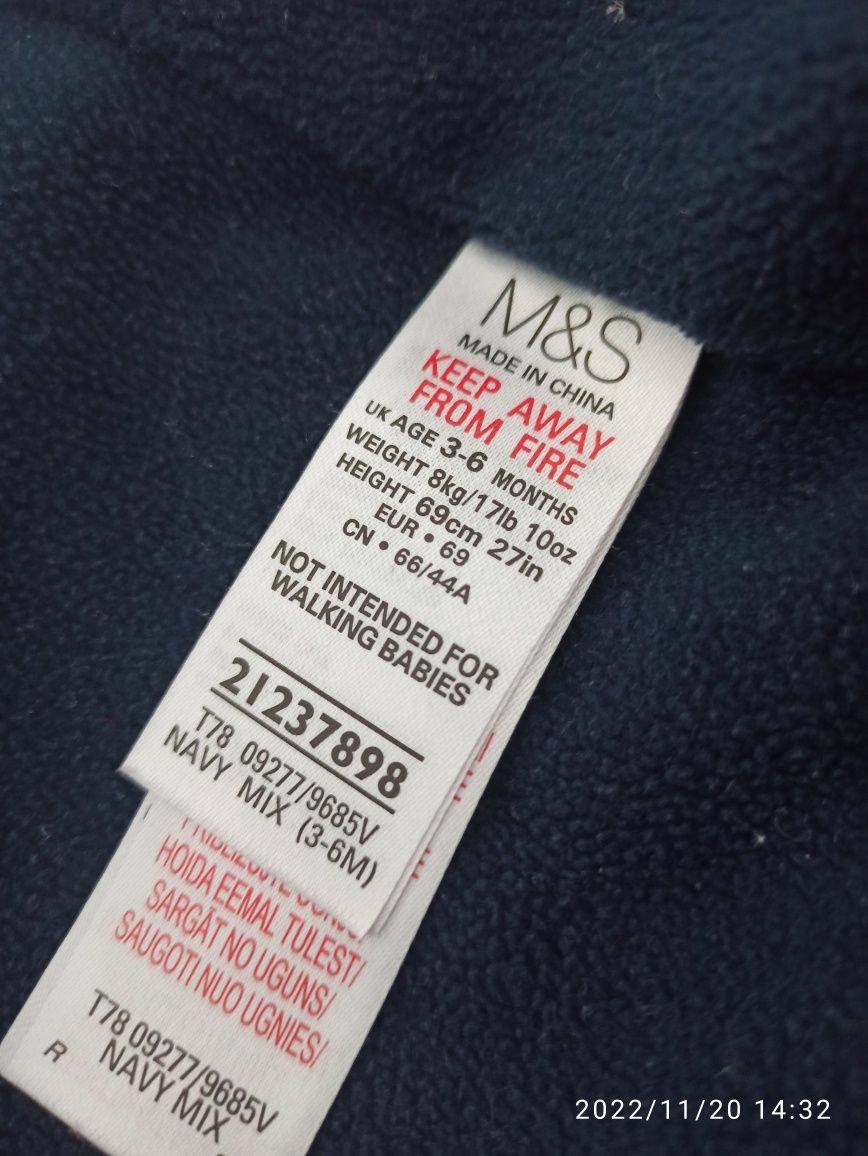 M&S
MADE IN CHINA
KEEP AWAY
FROM FIRE
UK AGE 3-6 MONTHS
WEIGHT 8kg/17lb 10oz
HEIGHT 69cm 27in
EUR • 69
CN • 66/44A
NOT INTENDED FOR
WALKING BABIES
21237898
T78 09277/9685V
NAVY MIX (3-6M)
HOIDA EEMAL TULEST/
SARGĀT NO UGUNS/
SAUGOTI NUO UGNIES/
T78 09277/9685V
R NAVY MIX
2022/11/20 14:32